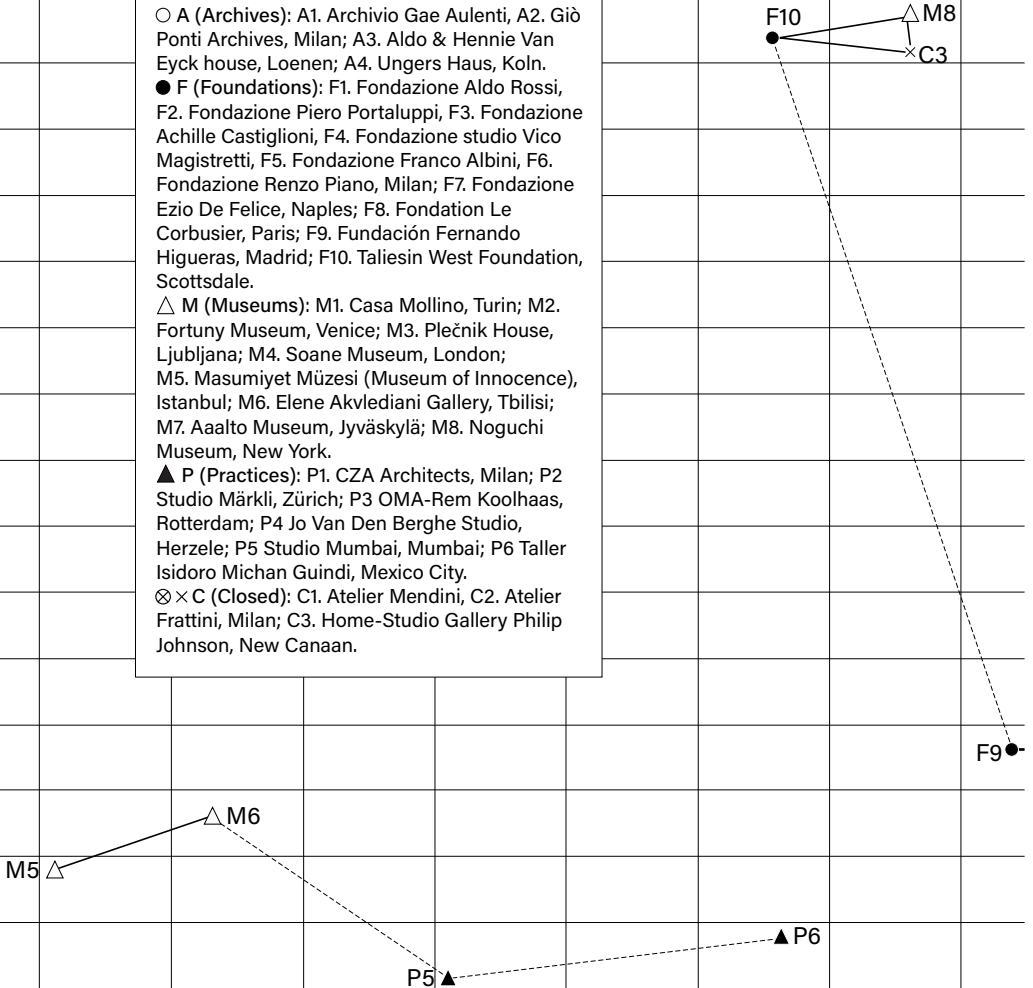 ○ A (Archives): A1. Archivio Gae Aulenti, A2. Giò
Ponti Archives, Milan; A3. Aldo & Hennie Van
Eyck house, Loenen; A4. Ungers Haus, Koln.
● F (Foundations): F1. Fondazione Aldo Rossi,
F2. Fondazione Piero Portaluppi, F3. Fondazione
Achille Castiglioni, F4. Fondazione studio Vico
Magistretti, F5. Fondazione Franco Albini, F6.
Fondazione Renzo Piano, Milan; F7. Fondazione
Ezio De Felice, Naples; F8. Fondation Le
Corbusier, Paris; F9. Fundación Fernando
Higueras, Madrid; F10. Taliesin West Foundation,
Scottsdale.
△ M (Museums): M1. Casa Mollino, Turin; M2.
Fortuny Museum, Venice; M3. Plečnik House,
Ljubljana; M4. Soane Museum, London;
M5. Masumiyet Müzesi (Museum of Innocence),
Istanbul; M6. Elene Akvlediani Gallery, Tbilisi;
M7. Aaalto Museum, Jyväskylä; M8. Noguchi
Museum, New York.
▲ P (Practices): P1. CZA Architects, Milan; P2
Studio Märkli, Zürich; P3 OMA-Rem Koolhaas,
Rotterdam; P4 Jo Van Den Berghe Studio,
Herzele; P5 Studio Mumbai, Mumbai; P6 Taller
Isidoro Michan Guindi, Mexico City.
⊗ × C (Closed): C1. Atelier Mendini, C2. Atelier
Frattini, Milan; C3. Home-Studio Gallery Philip
Johnson, New Canaan.
F10
M8
C3
F9
M6
M5
P6
P5